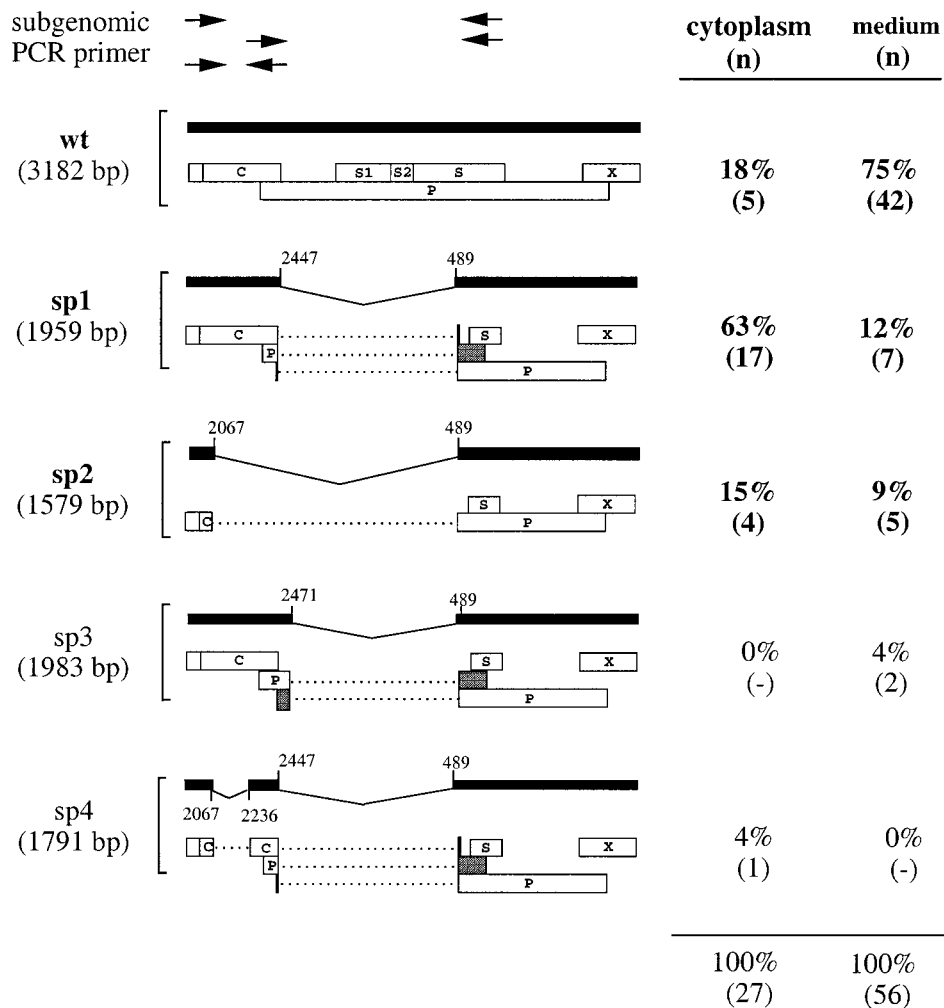 subgenomic
PCR primer
cytoplasm
(n)
medium
(n)
wt
(3182 bp)
C S1 S2 S X
P
18%
(5)
75%
(42)
2447 489
sp1
(1959 bp)
C S X
P
P
63%
(17)
12%
(7)
2067 489
sp2
(1579 bp)
C S X
P
15%
(4)
9%
(5)
2471 489
sp3
(1983 bp)
C S X
P
P
0%
(-)
4%
(2)
2447 489
2067 2236
sp4
(1791 bp)
C C S X
P
P
4%
(1)
0%
(-)
100%
(27)
100%
(56)